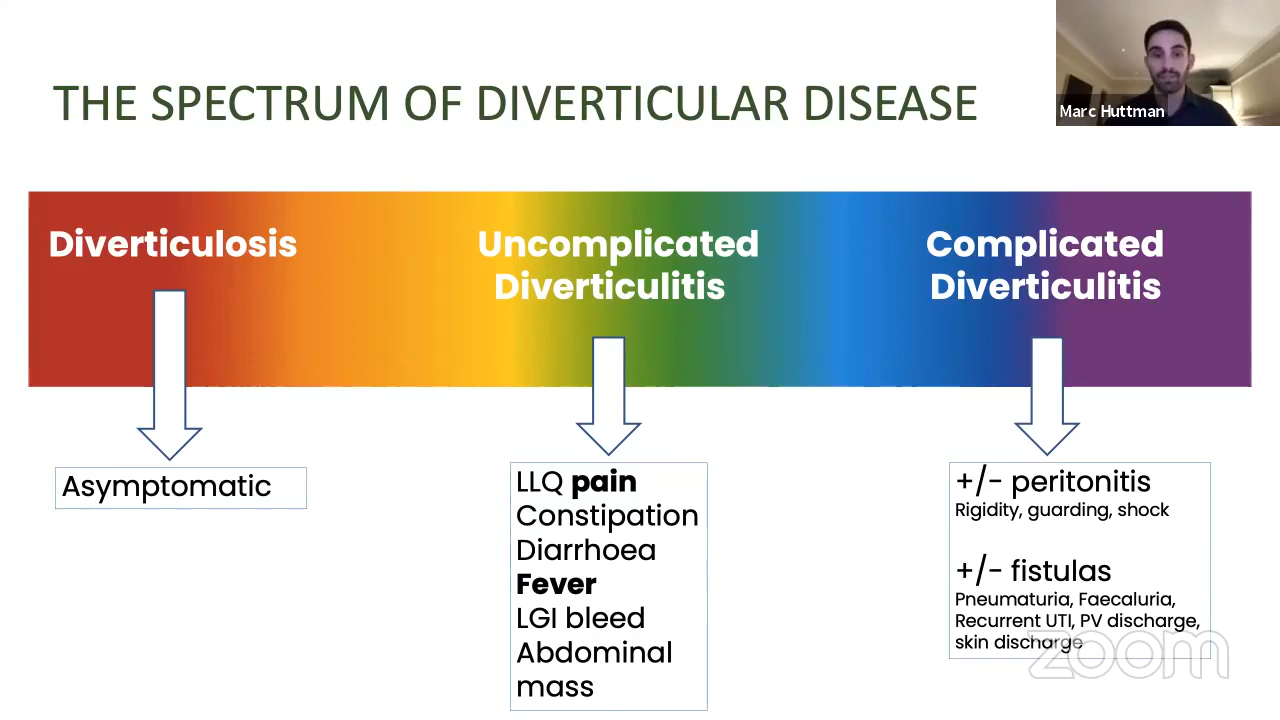 THE SPECTRUM OF DIVERTICULAR DISEASE
Marc Huttman
Diverticulosis
Uncomplicated
Diverticulitis
Complicated
Diverticulitis
Asymptomatic
LLQ pain
Constipation
Diarrhoea
Fever
LGI bleed
Abdominal
mass
+/- peritonitis
Rigidity, guarding, shock
+/- fistulas
Pneumaturia, Faecaluria,
Recurrent UTI, PV discharge,
skin discharge
zoom